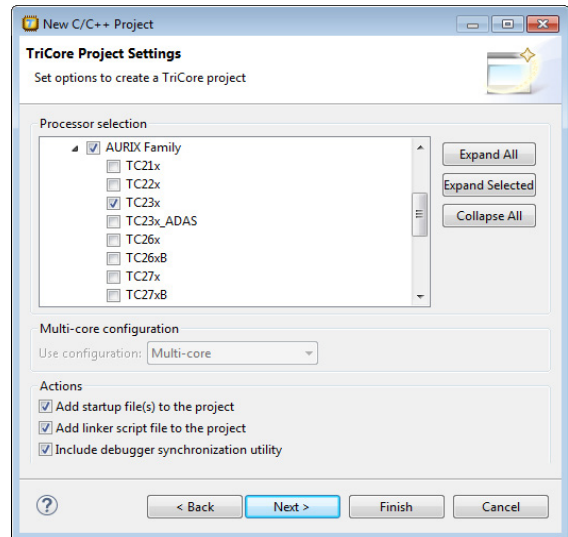 New C/C++ Project
TriCore Project Settings
Set options to create a TriCore project
Processor selection
AURIX Family
TC21x
TC22x
TC23x
TC23x_ADAS
TC26x
TC26xB
TC27x
TC27xB
Expand All
Expand Selected
Collapse All
Multi-core configuration
Use configuration: Multi-core
Actions
Add startup file(s) to the project
Add linker script file to the project
Include debugger synchronization utility
? < Back Next > Finish Cancel